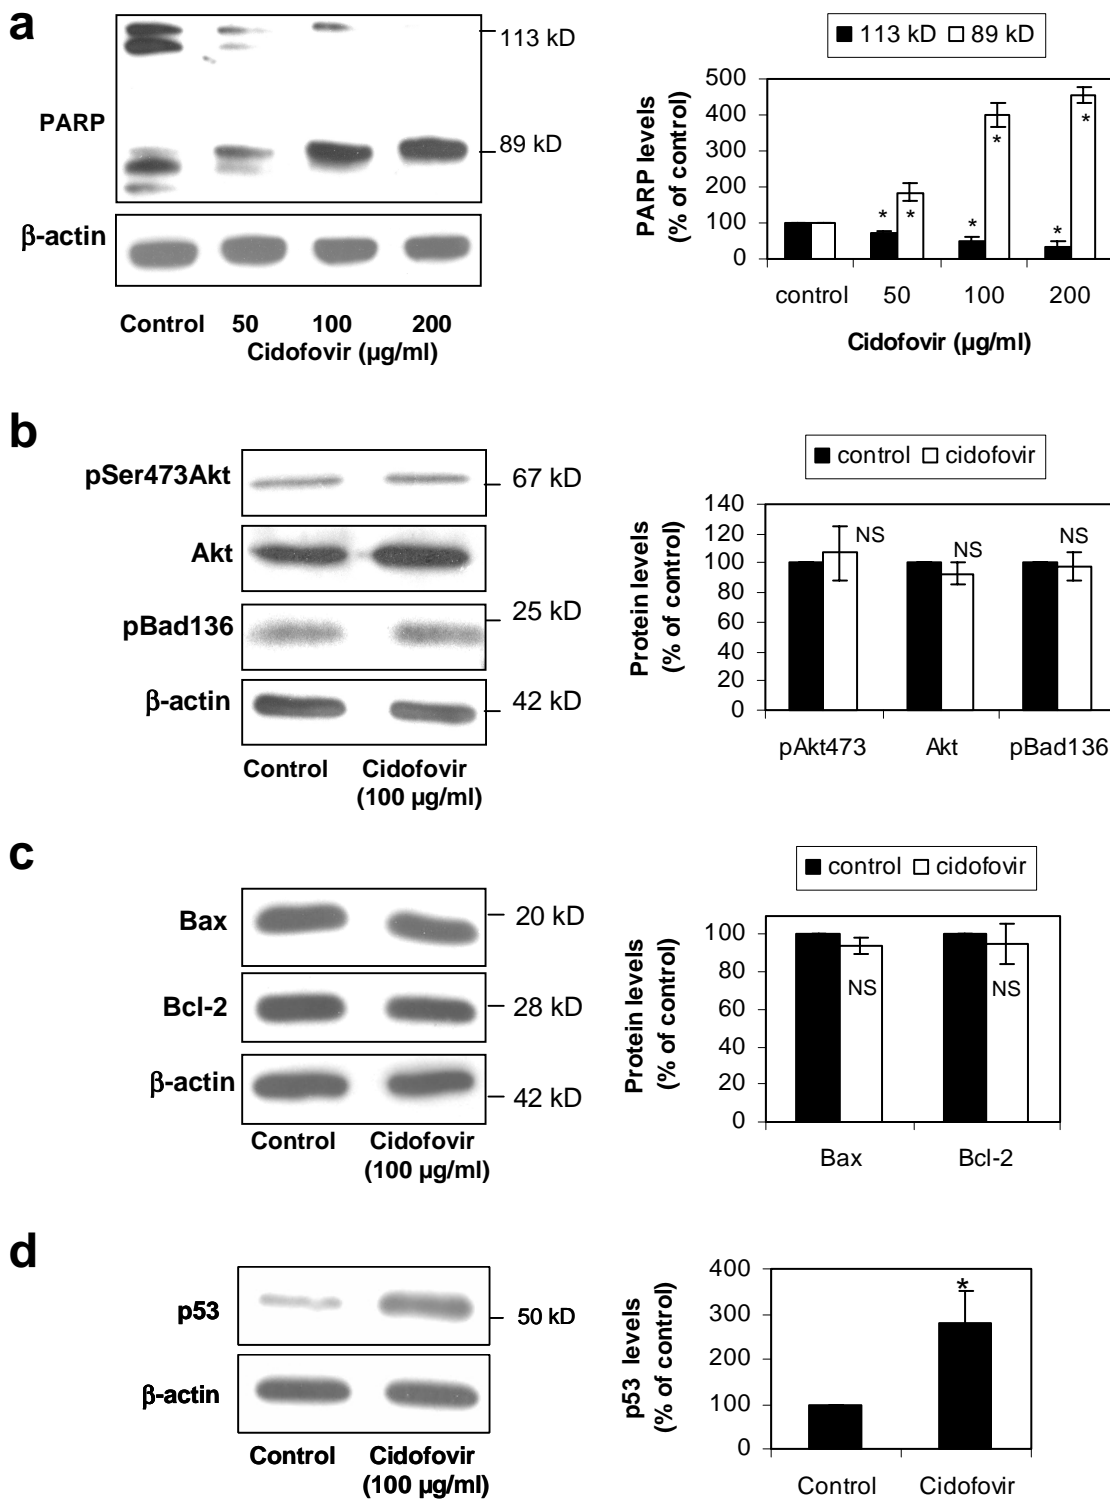 a
113 kD
PARP
89 kD
β-actin
Control 50 100 200
Cidofovir (µg/ml)
113 kD 89 kD
PARP levels
(% of control)
500
400
300
200
100
0
* * * * * *
control 50 100 200
Cidofovir (µg/ml)
b
pSer473Akt
67 kD
Akt
25 kD
pBad136
β-actin
42 kD
Control Cidofovir
(100 µg/ml)
control cidofovir
Protein levels
(% of control)
140
120
100
80
60
40
20
0
NS NS NS
pAkt473 Akt pBad136
c
Bax
20 kD
Bcl-2
28 kD
β-actin
42 kD
Control Cidofovir
(100 µg/ml)
control cidofovir
Protein levels
(% of control)
100
80
60
40
20
0
NS NS
Bax Bcl-2
d
p53
50 kD
β-actin
Control Cidofovir
(100 µg/ml)
p53 levels
(% of control)
400
300
200
100
0
*
Control Cidofovir